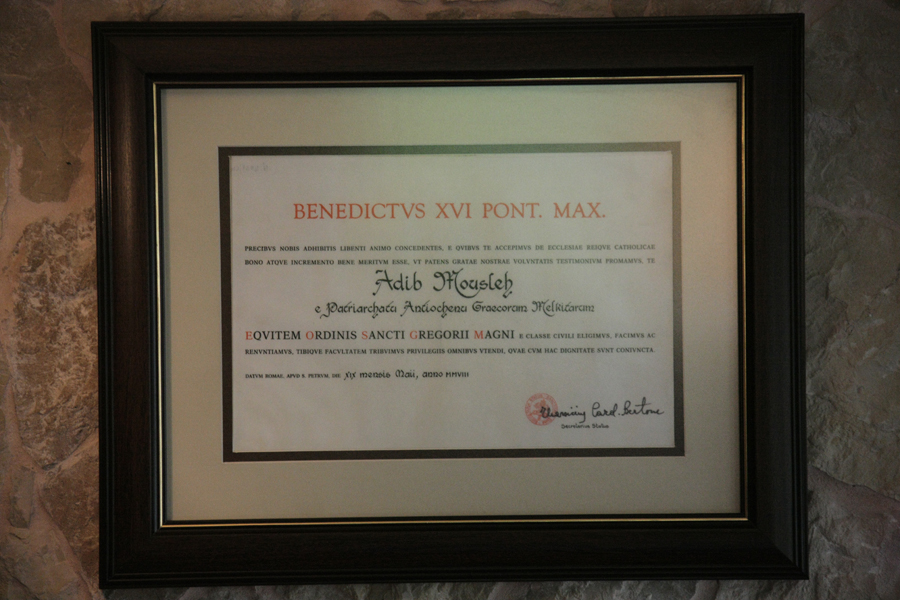 BENEDICTVS XVI PONT. MAX.
PRECIBVS NOBIS ADHIBITIS LIBENTI ANIMO CONCEDENTES, E QVIBVS TE ACCEPIMVS DE ECCLESIAE REIQVE CATHOLICAE
BONO ATQVE INCREMENTO BENE MERITVM ESSE, VT PATENS GRATAE NOSTRAE VOLVNTATIS TESTIMONIVM PROMAMVS, TE
Adib Mousleh
e Patriarchatu Antiocheno Graecorum Melkitarum
EQVITEM ORDINIS SANCTI GREGORII MAGNI E CLASSE CIVILI ELIGIMVS, FACIMVS AC
RENVNTIAMVS, TIBIQVE FACVLTATEM TRIBVIMVS PRIVILEGIIS OMNIBVS VTENDI, QVAE CVM HAC DIGNITATE SVNT CONIVNCTA.
DATVM ROMAE, APVD S. PETRVM, DIE XIX mensis Maii, anno MMVIII
Card. Bertone
Secretarius Status